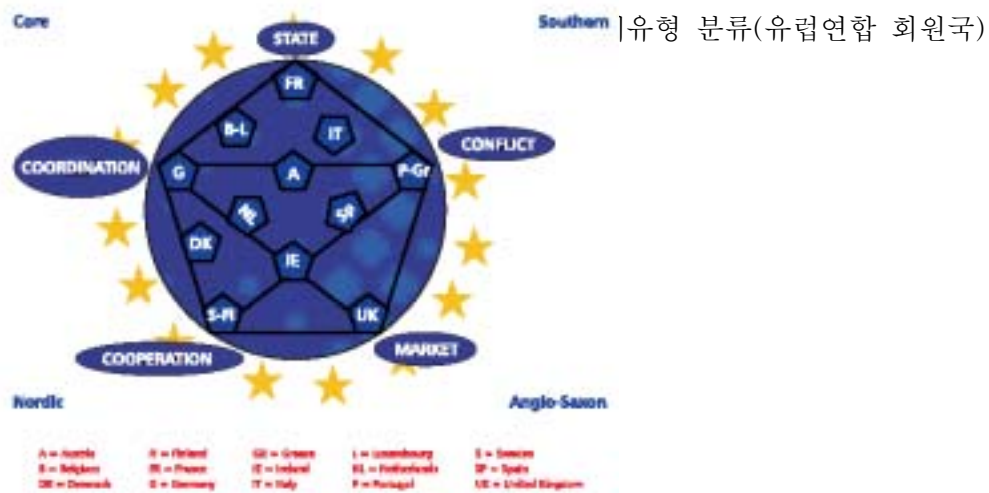 Core
Southern 유형 분류(유럽연합 회원국)
STATE
FR
B-L IT
CONFLICT
COORDINATION
G A P-Gr
NL SP
DK
IE
S-FI UK
MARKET
COOPERATION
Nordic Anglo-Saxon
A = Austria FI = Finland GR = Greece L = Luxembourg S = Sweden
B = Belgium FR = France IE = Ireland NL = Netherlands SP = Spain
DK = Denmark G = Germany IT = Italy P = Portugal UK = United Kingdom